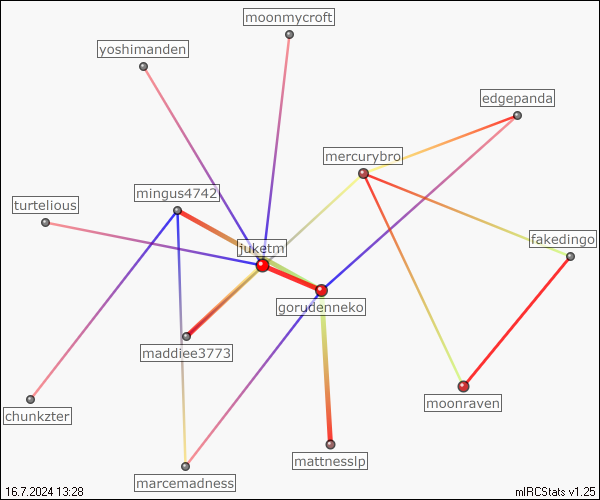 moonmycroft
yoshimanden
edgepanda
mercurybro
mingus4742
turtelious
fakedingo
juketm
gorudenneko
maddiee3773
moonraven
chunkzter
mattnesslp
marcemadness
16.7.2024 13:28
mIRCStats v1.25